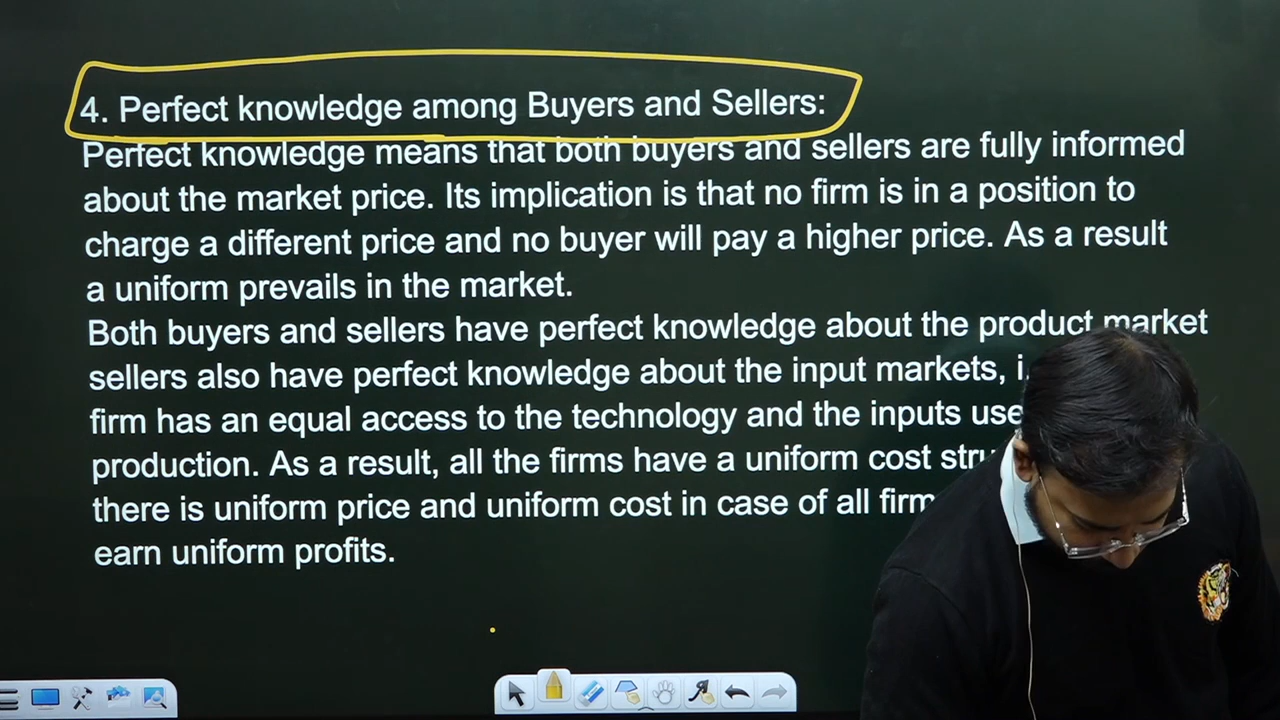 4. Perfect knowledge among Buyers and Sellers:
Perfect knowledge means that both buyers and sellers are fully informed
about the market price. Its implication is that no firm is in a position to
charge a different price and no buyer will pay a higher price. As a result
a uniform prevails in the market.
Both buyers and sellers have perfect knowledge about the product market
sellers also have perfect knowledge about the input markets,
firm has an equal access to the technology and the inputs
production. As a result, all the firms have a uniform cost
there is uniform price and uniform cost in case of all
earn uniform profits.